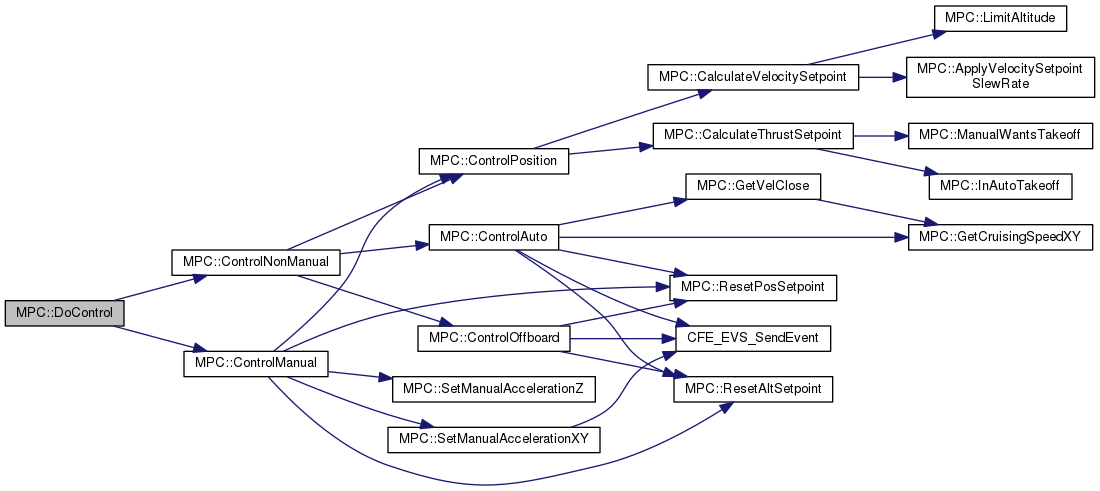 MPC::LimitAltitude
MPC::CalculateVelocitySetpoint
MPC::ApplyVelocitySetpoint
SlewRate
MPC::CalculateThrustSetpoint
MPC::ManualWantsTakeoff
MPC::ControlPosition
MPC::GetVelClose
MPC::InAutoTakeoff
MPC::ControlAuto
MPC::GetCruisingSpeedXY
MPC::ControlNonManual
MPC::ResetPosSetpoint
MPC::DoControl
MPC::ControlOffboard
CFE_EVS_SendEvent
MPC::ControlManual
MPC::SetManualAccelerationZ
MPC::ResetAltSetpoint
MPC::SetManualAccelerationXY